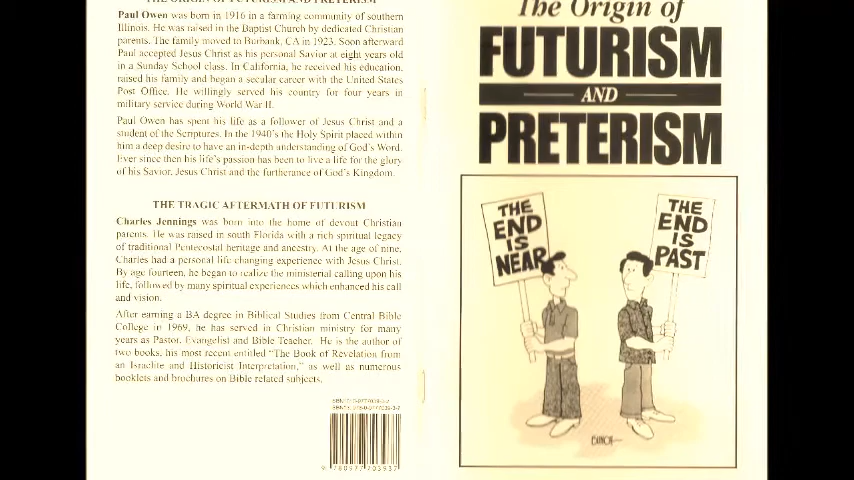 THE ORIGIN OF FUTURISM AND PRETERISM
Paul Owen was born in 1916 in a farming community of southern
Illinois. He was raised in the Baptist Church by dedicated Christian
parents. The family moved to Burbank, CA in 1923. Soon afterward
Paul accepted Jesus Christ as his personal Savior at eight years old
in a Sunday School class. In California, he received his education,
raised his family and began a secular career with the United States
Post Office. He willingly served his country for four years in
military service during World War II.
Paul Owen has spent his life as a follower of Jesus Christ and a
student of the Scriptures. In the 1940's the Holy Spirit placed within
him a deep desire to have an in-depth understanding of God's Word.
Ever since then his life's passion has been to live a life for the glory
of his Savior, Jesus Christ and the furtherance of God's Kingdom.
THE TRAGIC AFTERMATH OF FUTURISM
Charles Jennings was born into the home of devout Christian
parents. He was raised in south Florida with a rich spiritual legacy
of traditional Pentecostal heritage and ancestry. At the age of nine,
Charles had a personal life changing experience with Jesus Christ.
By age fourteen, he began to realize the ministerial calling upon his
life, followed by many spiritual experiences which enhanced his call
and vision.
After earning a BA degree in Biblical Studies from Central Bible
College in 1969, he has served in Christian ministry for many
years as Pastor, Evangelist and Bible Teacher. He is the author of
two books, his most recent entitled “The Book of Revelation from
an Israelite and Historicist Interpretation,” as well as numerous
booklets and brochures on Bible related subjects.
9 780977 703937
The Origin of
FUTURISM
AND
PRETERISM
THE
END
IS
NEAR
THE
END
IS
PAST